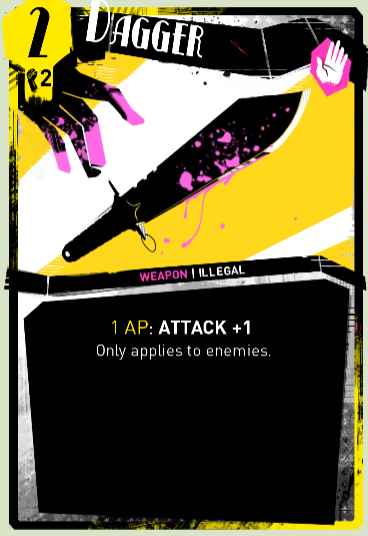 2
DAGGER
2
WEAPON | ILLEGAL
1 AP: ATTACK +1
Only applies to enemies.